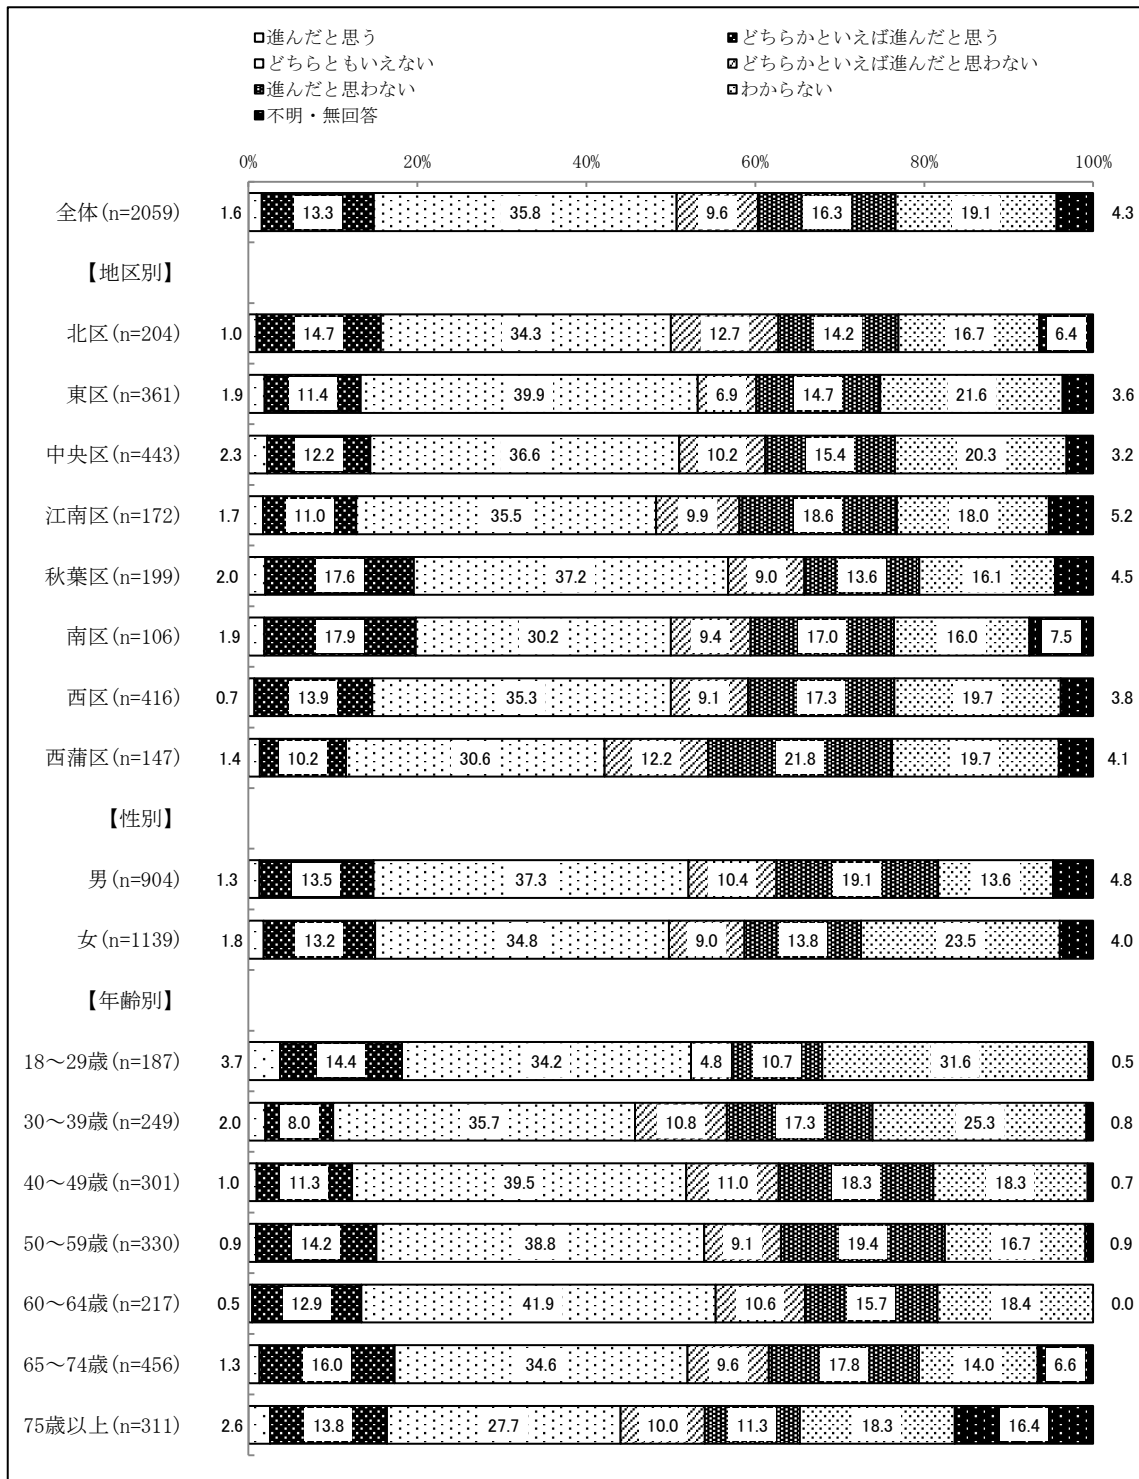 進んだと思う どちらかといえば進んだと思う
どちらともいえない どちらかといえば進んだと思わない
進んだと思わない わからない
不明・無回答
0% 20% 40% 60% 80% 100%
全体(n=2059) 1.6 13.3 35.8 9.6 16.3 19.1 4.3
【地区別】
北区(n=204) 1.0 14.7 34.3 12.7 14.2 16.7 6.4
東区(n=361) 1.9 11.4 39.9 6.9 14.7 21.6 3.6
中央区(n=443) 2.3 12.2 36.6 10.2 15.4 20.3 3.2
江南区(n=172) 1.7 11.0 35.5 9.9 18.6 18.0 5.2
秋葉区(n=199) 2.0 17.6 37.2 9.0 13.6 16.1 4.5
南区(n=106) 1.9 17.9 30.2 9.4 17.0 16.0 7.5
西区(n=416) 0.7 13.9 35.3 9.1 17.3 19.7 3.8
西蒲区(n=147) 1.4 10.2 30.6 12.2 21.8 19.7 4.1
【性別】
男(n=904) 1.3 13.5 37.3 10.4 19.1 13.6 4.8
女(n=1139) 1.8 13.2 34.8 9.0 13.8 23.5 4.0
【年齢別】
18～29歳(n=187) 3.7 14.4 34.2 4.8 10.7 31.6 0.5
30～39歳(n=249) 2.0 8.0 35.7 10.8 17.3 25.3 0.8
40～49歳(n=301) 1.0 11.3 39.5 11.0 18.3 18.3 0.7
50～59歳(n=330) 0.9 14.2 38.8 9.1 19.4 16.7 0.9
60～64歳(n=217) 0.5 12.9 41.9 10.6 15.7 18.4 0.0
65～74歳(n=456) 1.3 16.0 34.6 9.6 17.8 14.0 6.6
75歳以上(n=311) 2.6 13.8 27.7 10.0 11.3 18.3 16.4